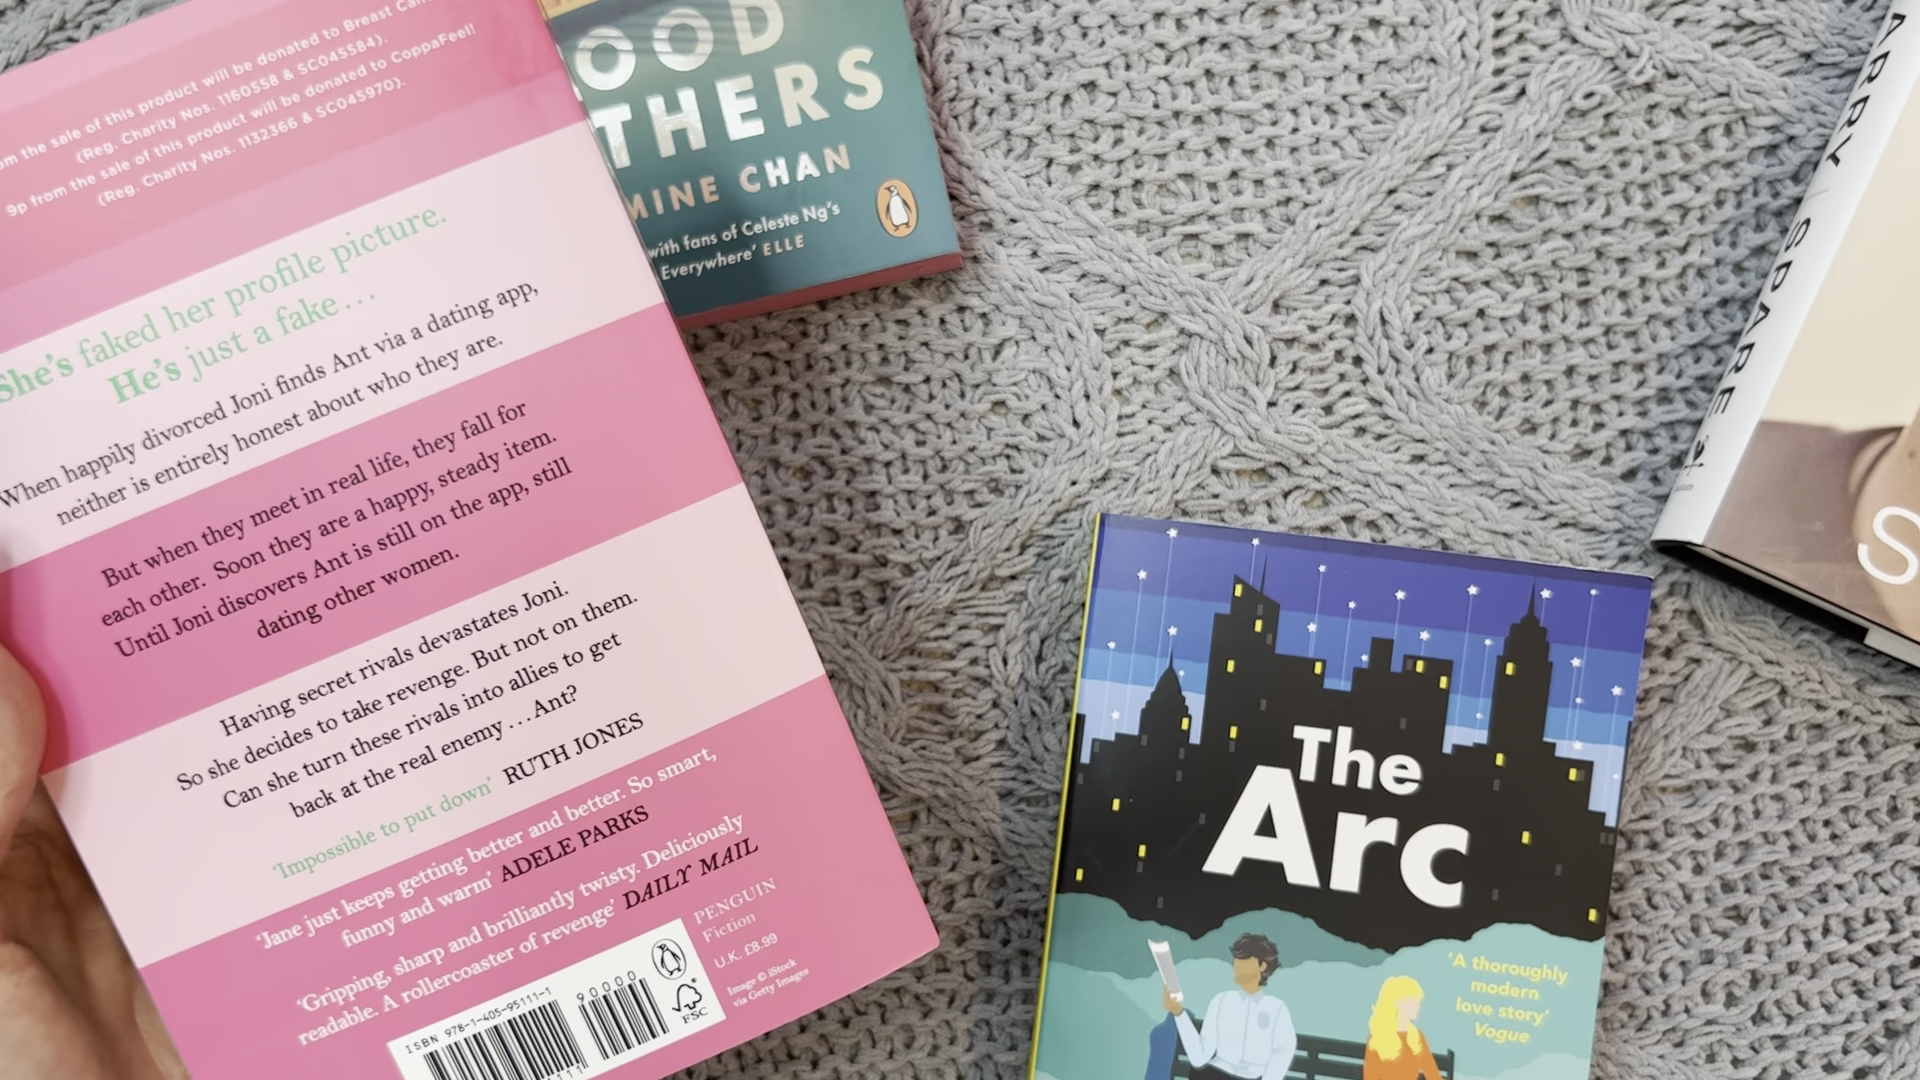 om the sale of this product will be donated to Breast Can
(Reg. Charity Nos. 1160558 & SC045584).
9p from the sale of this product will be donated to CoppaFeel!
(Reg. Charity Nos. 1132366 & SC045970).
She's faked her profile picture.
He's just a fake...
When happily divorced Joni finds Ant via a dating app,
neither is entirely honest about who they are.
But when they meet in real life, they fall for
each other. Soon they are a happy, steady item.
Until Joni discovers Ant is still on the app, still
dating other women.
Having secret rivals devastates Joni.
So she decides to take revenge. But not on them.
Can she turn these rivals into allies to get
back at the real enemy...Ant?
'Impossible to put down' RUTH JONES
'Jane just keeps getting better and better. So smart,
funny and warm' ADELE PARKS
'Gripping, sharp and brilliantly twisty. Deliciously
readable. A rollercoaster of revenge' DAILY MAIL
PENGUIN
Fiction
U.K. £8.99
Image © iStock
via Getty Images
ISBN 978-1-405-95111-1
90000
FSC
OOD
THERS
MINE CHAN
with fans of Celeste Ng's
Everywhere' ELLE
The
Arc
'A thoroughly
modern
love story'
Vogue
ARRY | SPARE
S